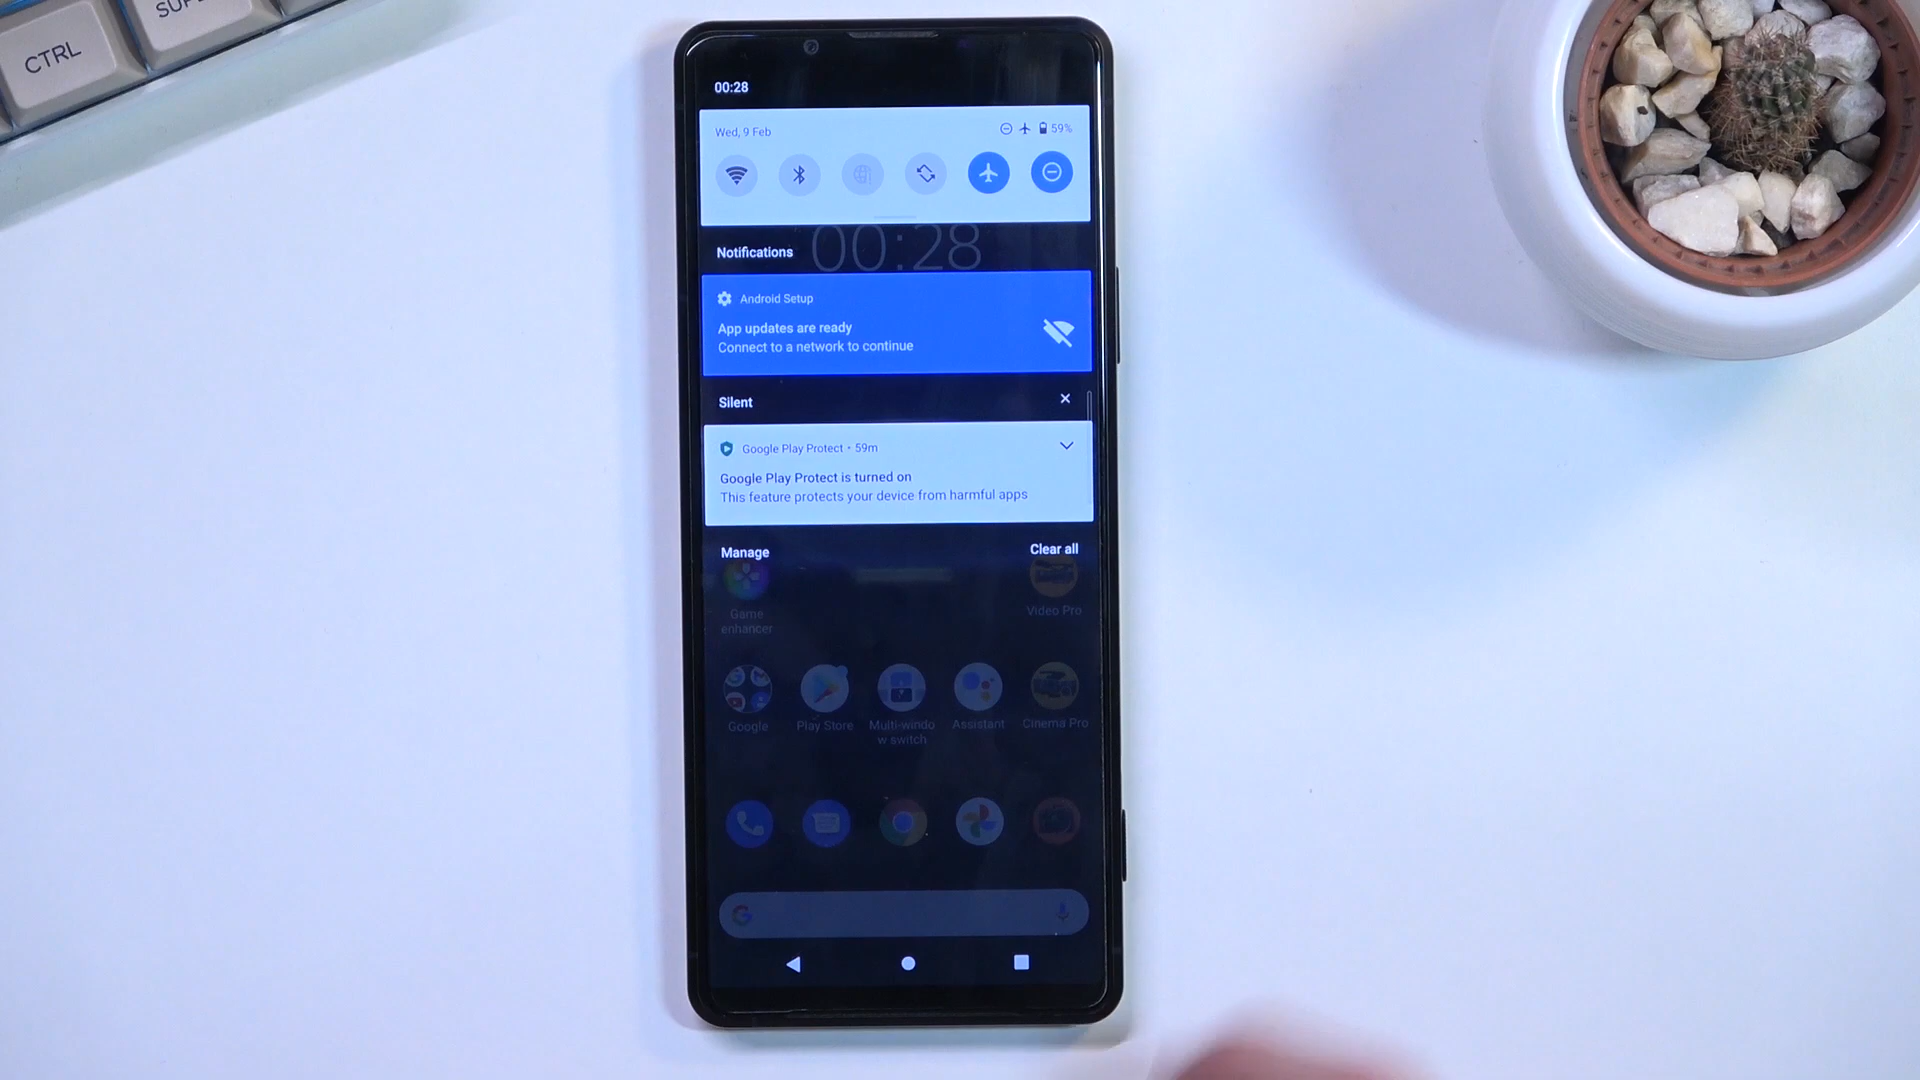 CTRL
SUP
00:28
Wed, 9 Feb
59%
00:28
Notifications
Android Setup
App updates are ready
Connect to a network to continue
Silent
Google Play Protect • 59m
Google Play Protect is turned on
This feature protects your device from harmful apps
Manage
Clear all
Game
enhancer
Video Pro
Google
Play Store
Multi-windo
w switch
Assistant
Cinema Pro